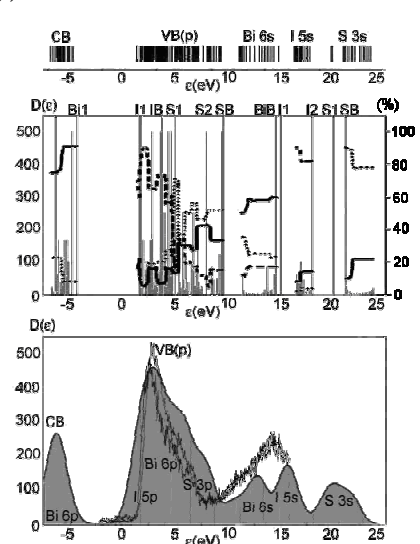 CB VB(p) Bi 6s I 5s S 3s
-5 0 5 10 15 20 25
ε(eV)
D(ε) Bi1 I1 IB S1 S2 SB BiB I1 I2 S1 SB (%)
500 100
400 80
300 60
200 40
100 20
0 0
-5 0 5 10 15 20 25
ε(eV)
D(ε)
500 VB(p)
400
CB
300
200 Bi 6p
100 S 3p
I 5p Bi 6s I 5s S 3s
0 Bi 6p
-5 0 5 10 15 20 25
ε(eV)